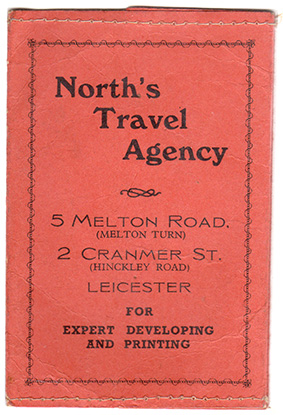 North's
Travel
Agency
5 MELTON ROAD,
(MELTON TURN)
2 CRANMER ST.
(HINCKLEY ROAD)
LEICESTER
FOR
EXPERT DEVELOPING
AND PRINTING